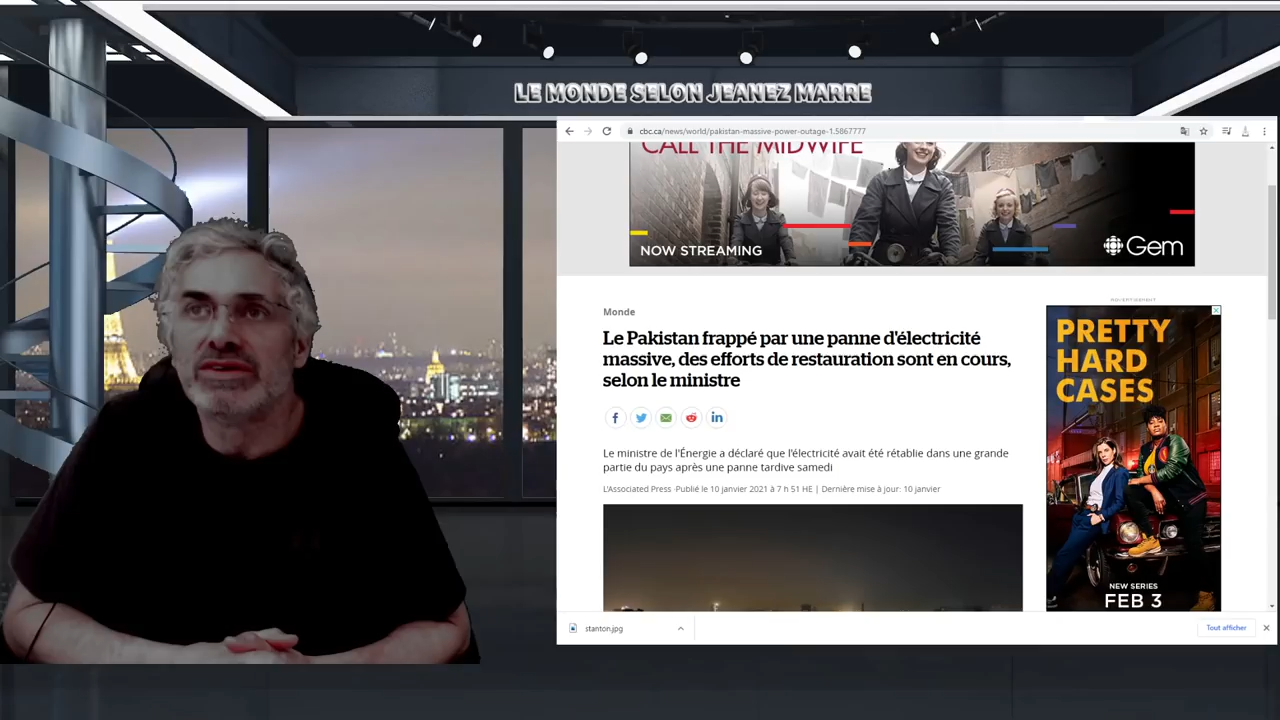 LE MONDE SELON JEANEZ MARRE
cbc.ca/news/world/pakistan-massive-power-outage-1.5867777
CALL THE MIDWIFE
NOW STREAMING
Gem
Monde
ADVERTISEMENT
Le Pakistan frappé par une panne d'électricité
massive, des efforts de restauration sont en cours,
selon le ministre
PRETTY
HARD
CASES
Le ministre de l'Énergie a déclaré que l'électricité avait été rétablie dans une grande
partie du pays après une panne tardive samedi
L'Associated Press ·Publié le 10 janvier 2021 à 7 h 51 HE | Dernière mise à jour: 10 janvier
NEW SERIES
FEB 3
stanton.jpg
Tout afficher